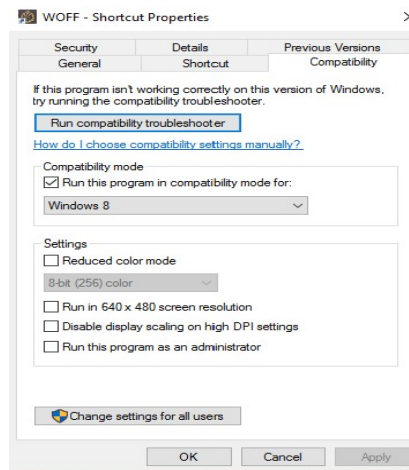 WOFF - Shortcut Properties
Security Details Previous Versions
General Shortcut Compatibility
If this program isn't working correctly on this version of Windows,
try running the compatibility troubleshooter.
Run compatibility troubleshooter
How do I choose compatibility settings manually?
Compatibility mode
Run this program in compatibility mode for:
Windows 8
Settings
Reduced color mode
8-bit (256) color
Run in 640 x 480 screen resolution
Disable display scaling on high DPI settings
Run this program as an administrator
Change settings for all users
OK Cancel Apply